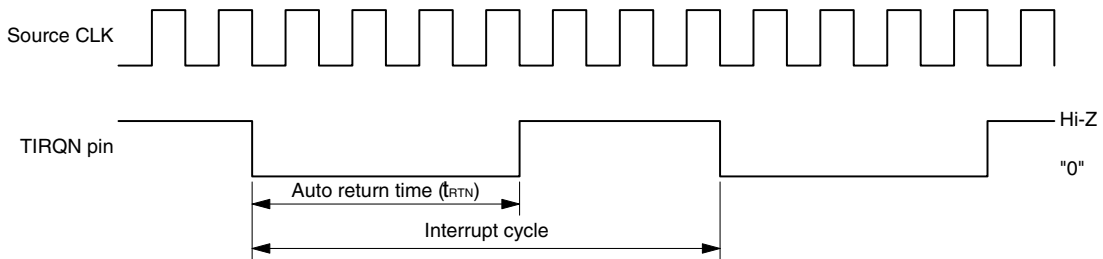 Source CLK
TIRQN pin
Hi-Z
"0"
Auto return time (tRTN)
Interrupt cycle